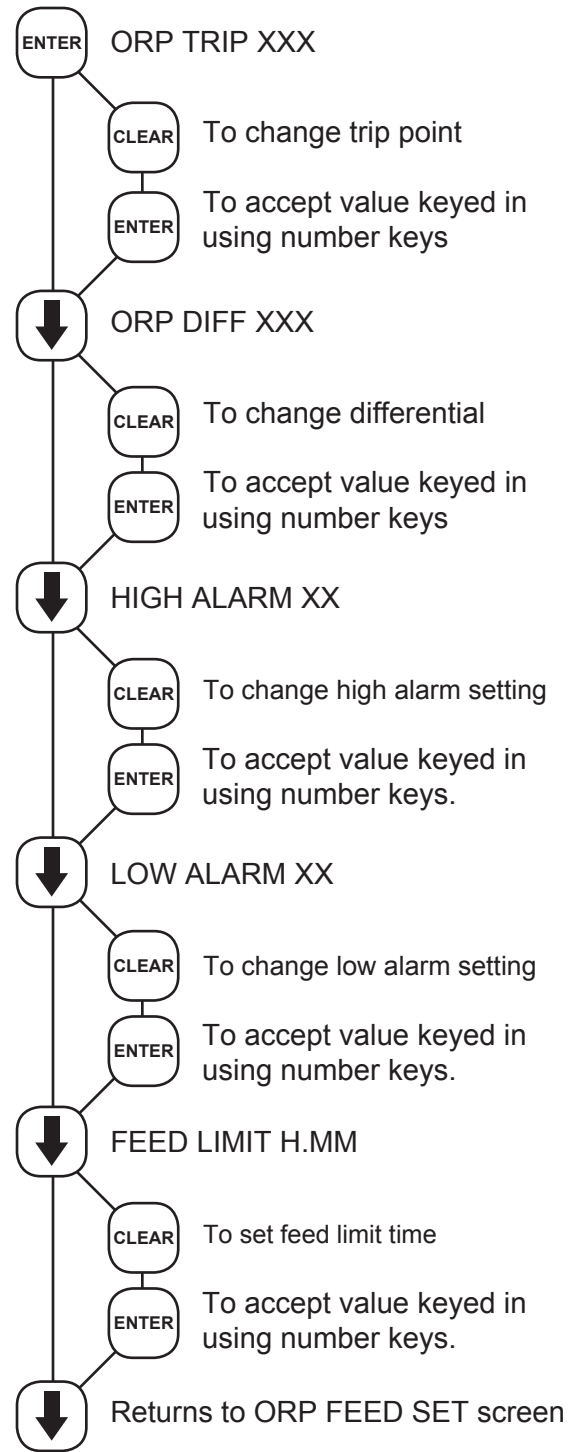 ENTER ORP TRIP XXX
CLEAR To change trip point
ENTER To accept value keyed in
using number keys
ORP DIFF XXX
CLEAR To change differential
ENTER To accept value keyed in
using number keys
HIGH ALARM XX
CLEAR To change high alarm setting
ENTER To accept value keyed in
using number keys.
LOW ALARM XX
CLEAR To change low alarm setting
ENTER To accept value keyed in
using number keys.
FEED LIMIT H.MM
CLEAR To set feed limit time
ENTER To accept value keyed in
using number keys.
Returns to ORP FEED SET screen